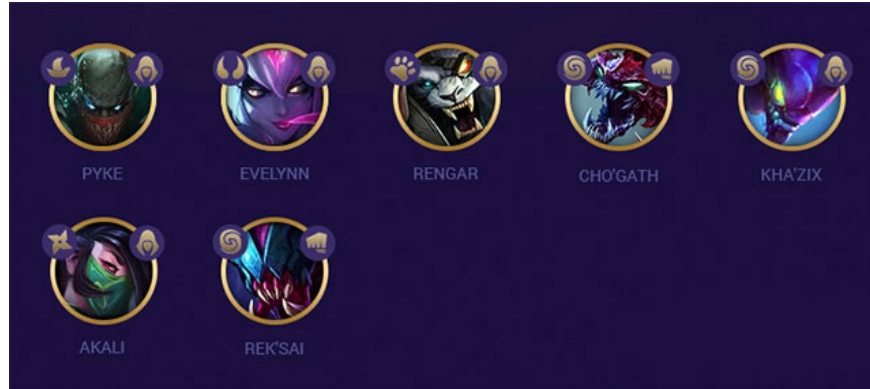 PYKE
EVELYNN
RENGAR
CHO'GATH
KHA'ZIX
AKALI
REK'SAI